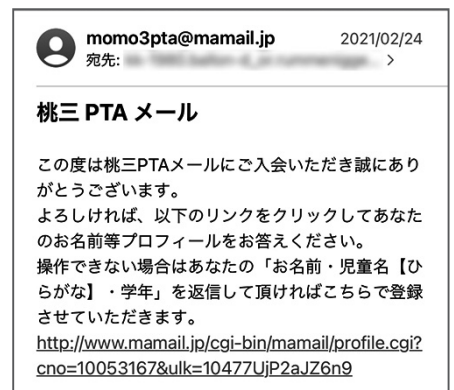 momo3pta@mamail.jp 2021/02/24
宛先:
桃三 PTA メール
この度は桃三PTAメールにご入会いただき誠にあり
がとうございます。
よろしければ、以下のリンクをクリックしてあなた
のお名前等プロフィールをお答えください。
操作できない場合はあなたの「お名前・児童名【ひ
らがな】・学年」を返信して頂ければこちらで登録
させていただきます。
http://www.mamail.jp/cgi-bin/mamail/profile.cgi?
cno=10053167&ulk=10477UjP2aJZ6n9